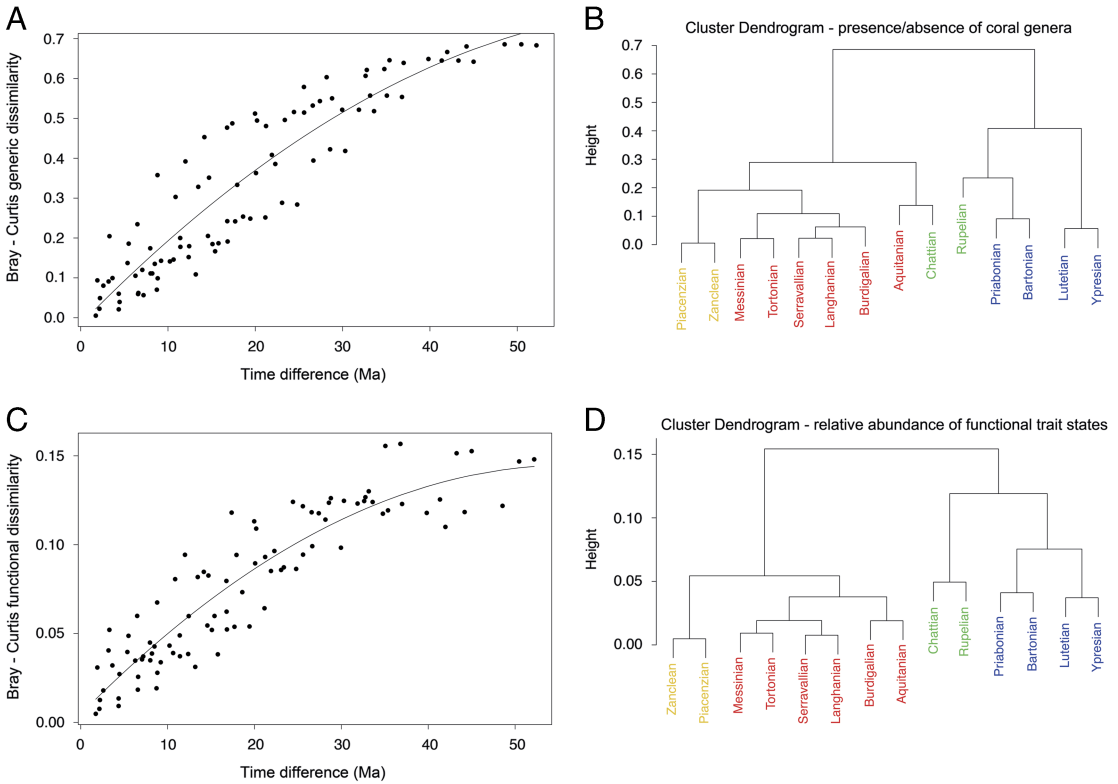 A
Bray - Curtis generic dissimilarity
0.7
0.6
0.5
0.4
0.3
0.2
0.1
0.0
0 10 20 30 40 50
Time difference (Ma)
B
Cluster Dendrogram - presence/absence of coral genera
Height
0.7
0.6
0.5
0.4
0.3
0.2
0.1
0.0
Piacenzian
Zanclean
Messinian
Tortonian
Serravallian
Langhanian
Burdigalian
Aquitanian
Chattian
Rupelian
Priabonian
Bartonian
Lutetian
Ypresian
C
Bray - Curtis functional dissimilarity
0.15
0.10
0.05
0.00
0 10 20 30 40 50
Time difference (Ma)
D
Cluster Dendrogram - relative abundance of functional trait states
Height
0.15
0.10
0.05
0.00
Zanclean
Piacenzian
Messinian
Tortonian
Serravallian
Langhanian
Burdigalian
Aquitanian
Chattian
Rupelian
Priabonian
Bartonian
Lutetian
Ypresian